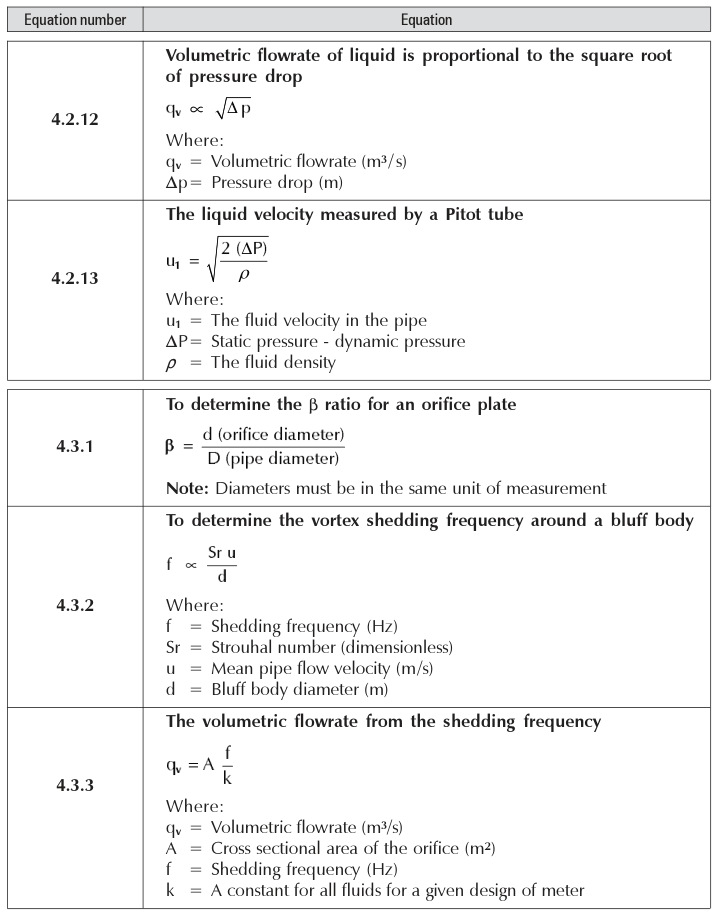 Equation number Equation
4.2.12
Volumetric flowrate of liquid is proportional to the square root
of pressure drop
qᵥ ∝ √Δp
Where:
qᵥ = Volumetric flowrate (m³/s)
Δp = Pressure drop (m)
4.2.13
The liquid velocity measured by a Pitot tube
u₁ = √(2 (ΔP) / ρ)
Where:
u₁ = The fluid velocity in the pipe
ΔP = Static pressure - dynamic pressure
ρ = The fluid density
4.3.1
To determine the β ratio for an orifice plate
β = d (orifice diameter) / D (pipe diameter)
Note: Diameters must be in the same unit of measurement
4.3.2
To determine the vortex shedding frequency around a bluff body
f ∝ Sr u / d
Where:
f = Shedding frequency (Hz)
Sr = Strouhal number (dimensionless)
u = Mean pipe flow velocity (m/s)
d = Bluff body diameter (m)
4.3.3
The volumetric flowrate from the shedding frequency
qᵥ = A f / k
Where:
qᵥ = Volumetric flowrate (m³/s)
A = Cross sectional area of the orifice (m²)
f = Shedding frequency (Hz)
k = A constant for all fluids for a given design of meter